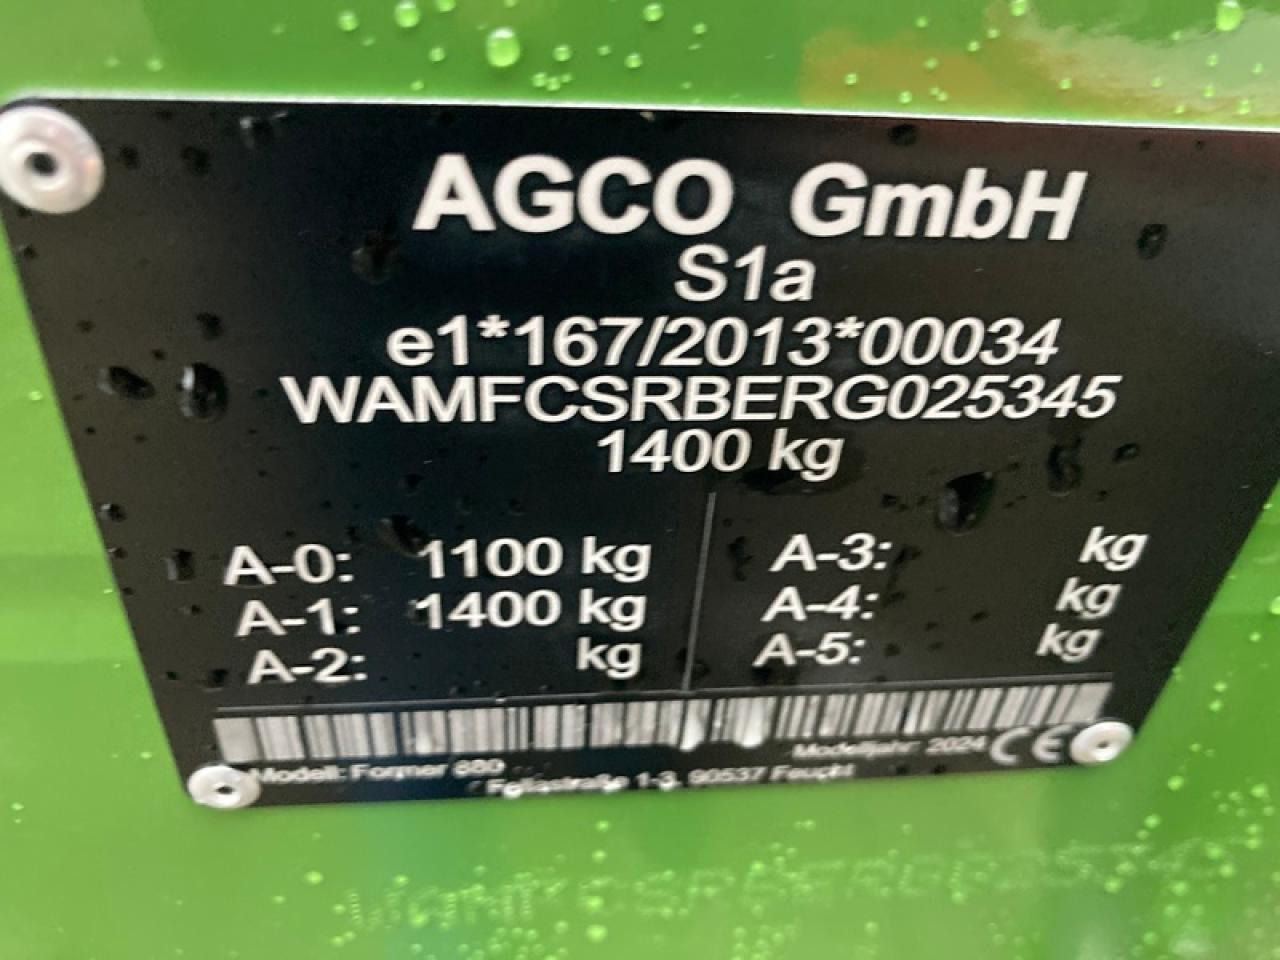 AGCO GmbH
S1a
e1*167/2013*00034
WAMFCSRBERG025345
1400 kg
A-0: 1100 kg
A-1: 1400 kg
A-2: kg
A-3: kg
A-4: kg
A-5: kg
Modelljahr: 2024 CE
Modell: Former 880
Fellastraße 1-3, 90537 Feucht